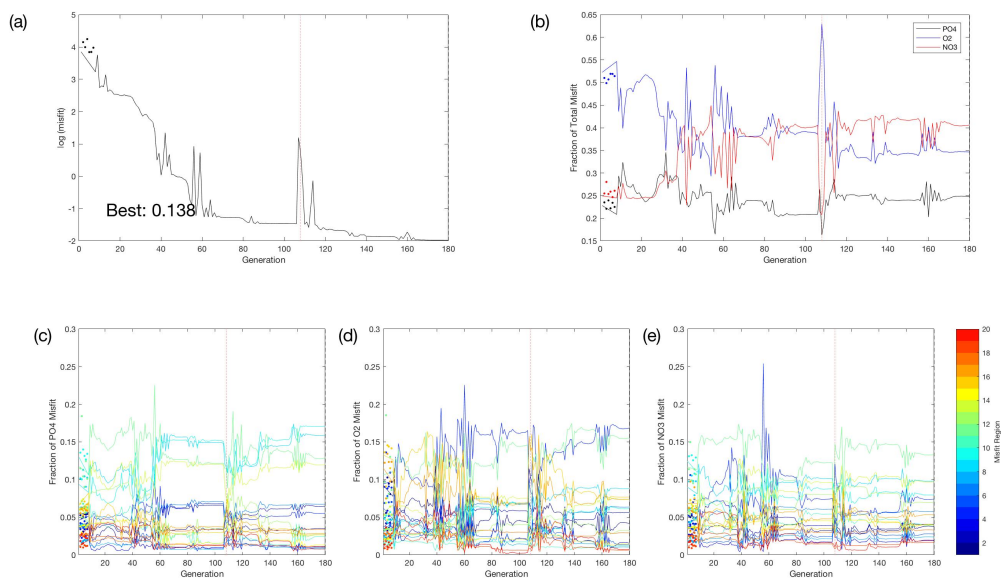 (a)
5
4
3
2
1
0
-1
-2
log (misfit)
Best: 0.138
0 20 40 60 80 100 120 140 160 180
Generation
(b)
0.65
0.6
0.55
0.5
0.45
0.4
0.35
0.3
0.25
0.2
0.15
Fraction of Total Misfit
PO4
O2
NO3
0 20 40 60 80 100 120 140 160 180
Generation
(c)
0.3
0.25
0.2
0.15
0.1
0.05
0
Fraction of PO4 Misfit
20 40 60 80 100 120 140 160 180
(d)
0.3
0.25
0.2
0.15
0.1
0.05
0
Fraction of O2 Misfit
20 40 60 80 100 120 140 160 180
Generation
(e)
0.3
0.25
0.2
0.15
0.1
0.05
0
Fraction of NO3 Misfit
20 40 60 80 100 120 140 160 180
20
18
16
14
12
10
8
6
4
2
Misfit Region